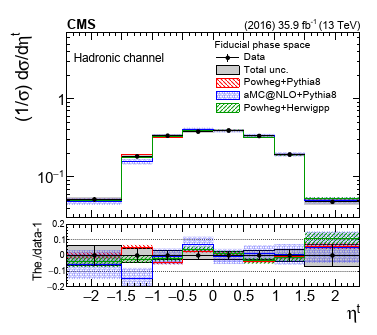 CMS (2016) 35.9 fb⁻¹ (13 TeV)
Hadronic channel
Fiducial phase space
Data
Total unc.
Powheg+Pythia8
aMC@NLO+Pythia8
Powheg+Herwigpp
(1/σ) dσ/dηᵗ
1
10⁻¹
The./data-1
0.2
0.1
0
-0.1
-0.2
−2 −1.5 −1 −0.5 0 0.5 1 1.5 2
ηᵗ